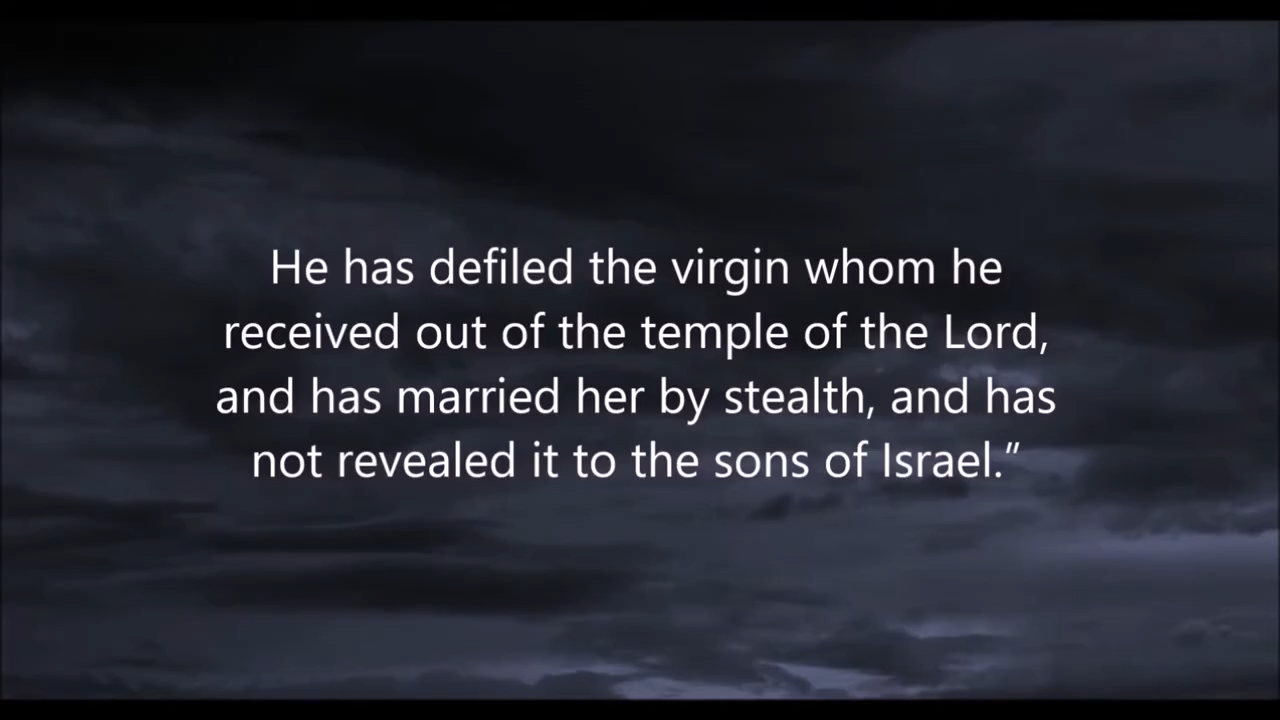 He has defiled the virgin whom he
received out of the temple of the Lord,
and has married her by stealth, and has
not revealed it to the sons of Israel.”